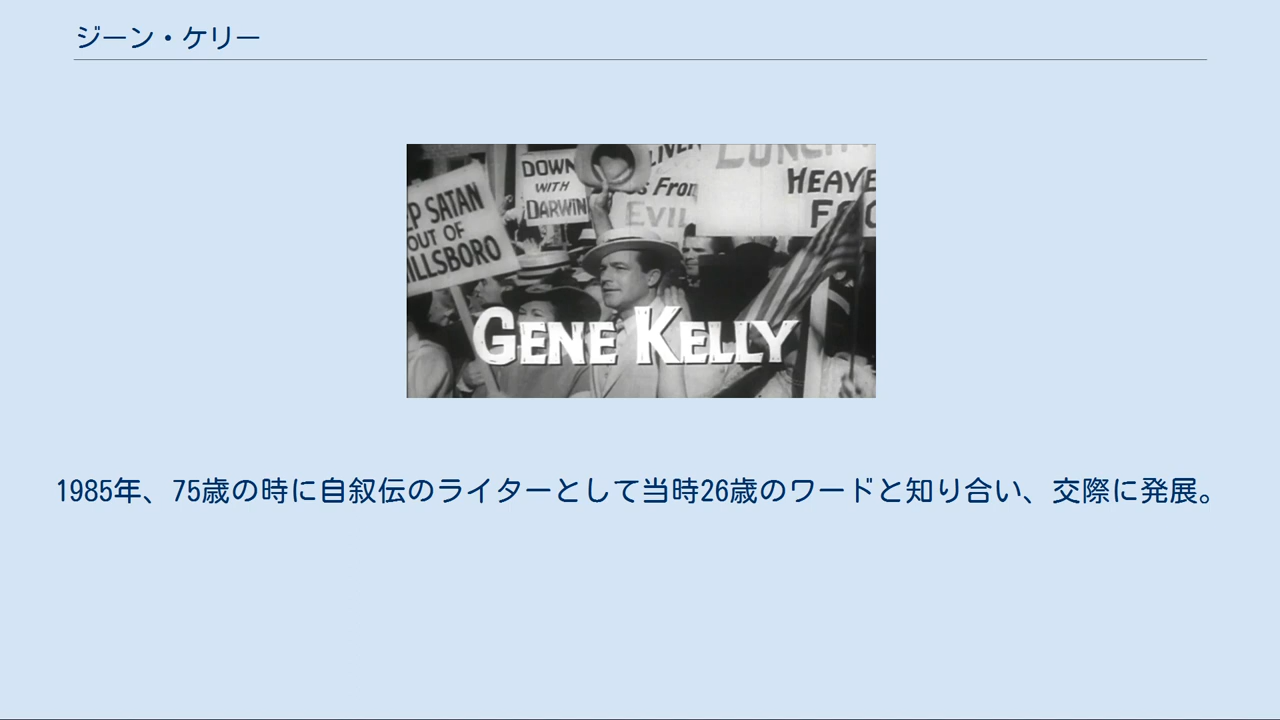 ジーン・ケリー
DOWN
WITH
DARWIN
EP SATAN
OUT OF
ILLSBORO
From
EVIL
HEAVE
GENE KELLY
1985年、75歳の時に自叙伝のライターとして当時26歳のワードと知り合い、交際に発展。